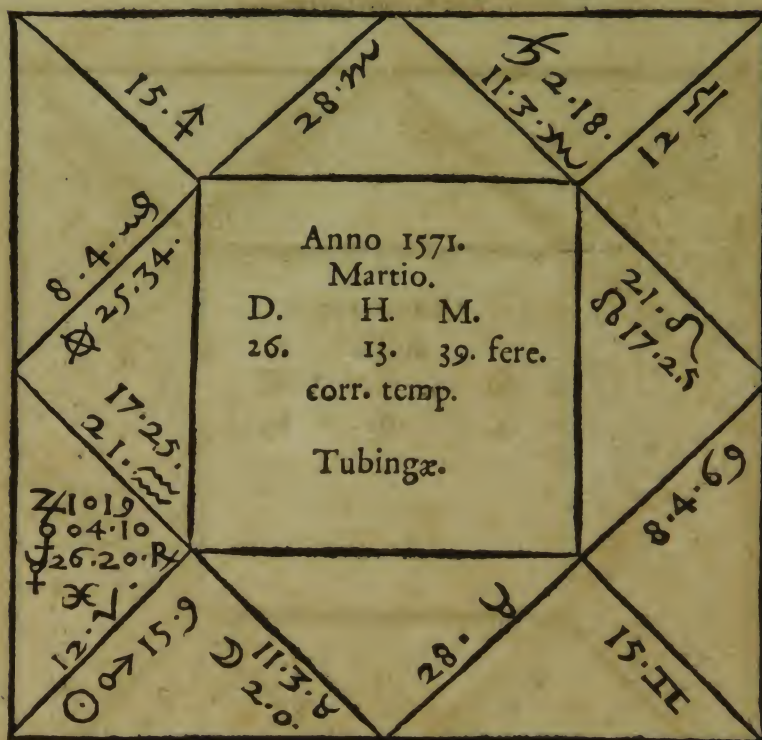 15. ♐
28. ♏
♄ 2.18.
11.3. ♏
12 ♎
8.4. ♑
⊗ 25.34.
Anno 1571.
Martio.
D. H. M.
26. 13. 39. fere.
corr. temp.
Tubingæ.
21. ♌
☊ 17.25
17.25.
21. ♒
♃ 10 19
♀ 04.10
☿ 26.20. ℞
♓
12. ♈
☉ ♂ 15.9
11.3. ♉
☽ 2.0.
28. ♉
8.4. ♋
15. ♊